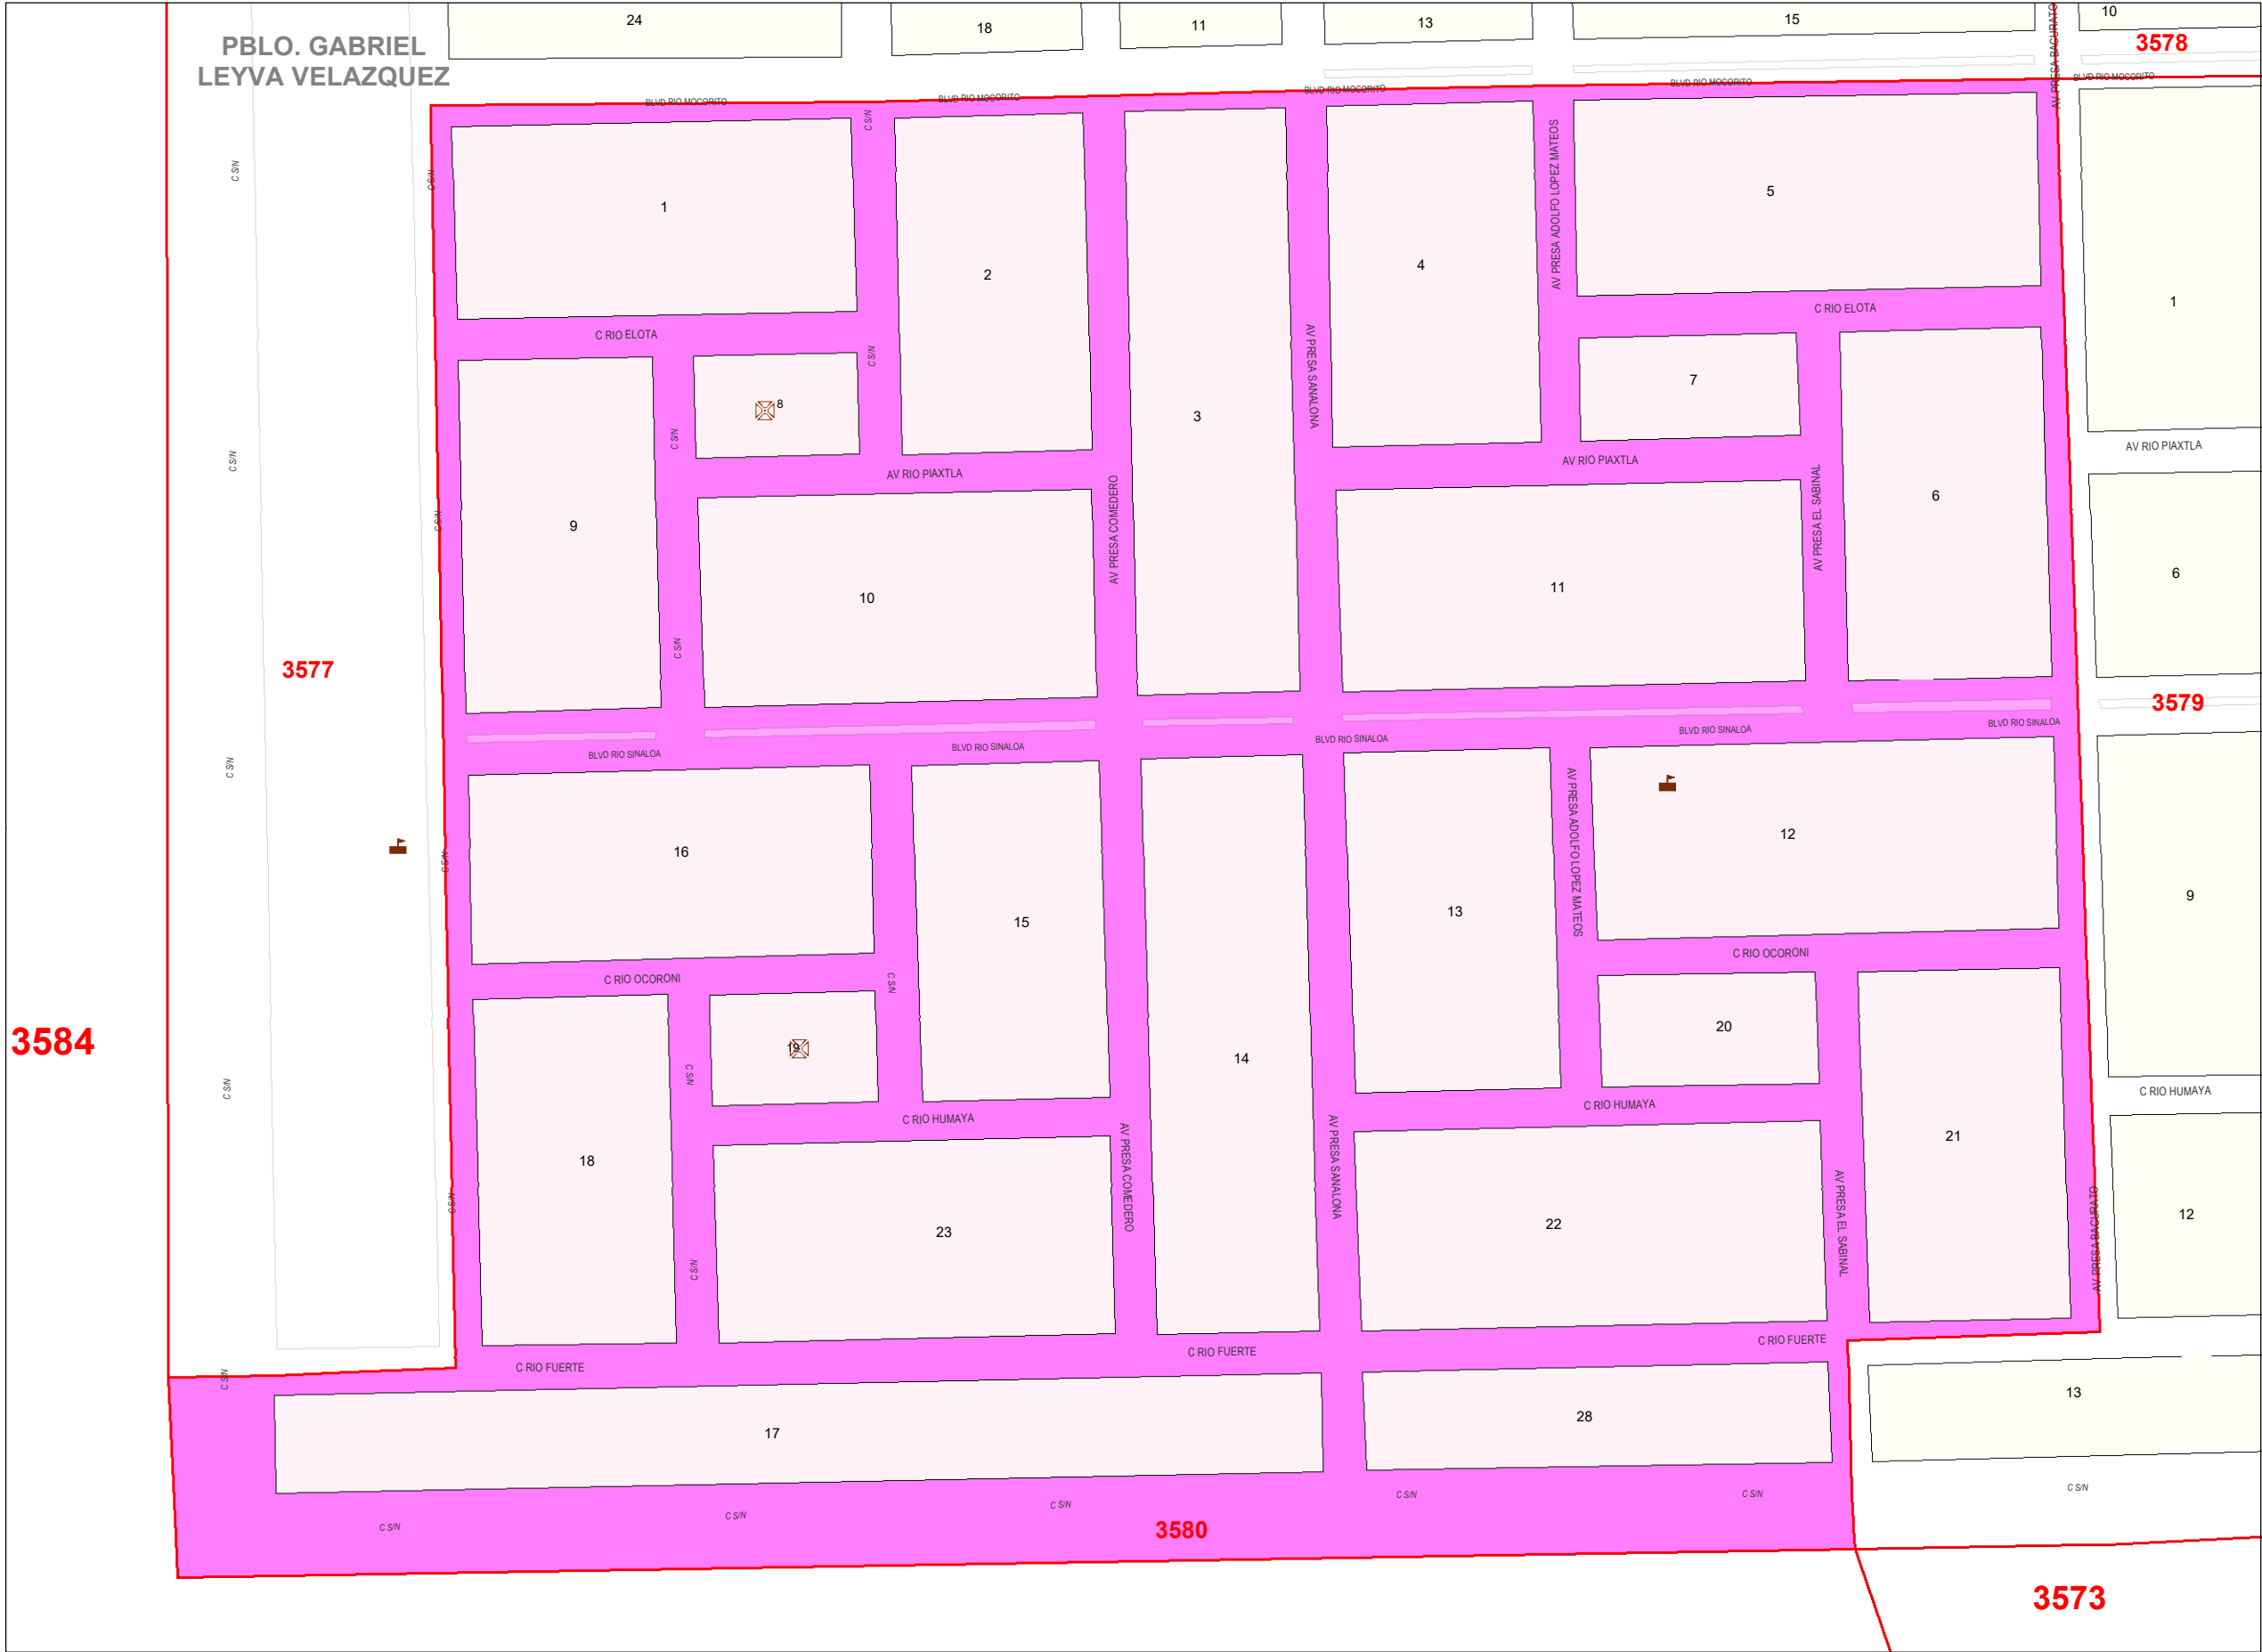 24
18
11
13
15
10
PBLO. GABRIEL
LEYVA VELAZQUEZ
3578
AV PRESA BACURATO
BLVD RIO MOCORITO
BLVD RIO MOCORITO
BLVD RIO MOCORITO
BLVD RIO MOCORITO
BLVD RIO MOCORITO
C S/N
C S/N
C S/N
AV PRESA ADOLFO LOPEZ MATEOS
1
2
3
4
5
1
C RIO ELOTA
C S/N
AV PRESA SANALONA
C RIO ELOTA
8
7
C S/N
C S/N
AV RIO PIAXTLA
AV RIO PIAXTLA
AV RIO PIAXTLA
C S/N
9
AV PRESA COMEDERO
AV PRESA EL SABINAL
6
10
11
6
C S/N
3577
3579
BLVD RIO SINALOA
BLVD RIO SINALOA
BLVD RIO SINALOA
BLVD RIO SINALOA
BLVD RIO SINALOA
C S/N
C S/N
16
15
13
AV PRESA ADOLFO LOPEZ MATEOS
12
9
C RIO OCORONI
C S/N
C RIO OCORONI
3584
19
14
20
C S/N
C S/N
C RIO HUMAYA
C RIO HUMAYA
C RIO HUMAYA
18
AV PRESA COMEDERO
AV PRESA SANALONA
21
C S/N
23
22
AV PRESA EL SABINAL
AV PRESA BACURATO
12
C S/N
C RIO FUERTE
C RIO FUERTE
C RIO FUERTE
C S/N
17
28
13
C S/N
C S/N
C S/N
C S/N
C S/N
C S/N
3580
3573